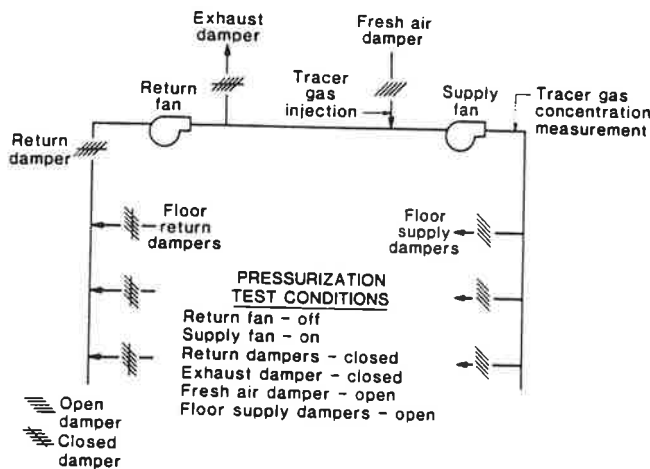 Exhaust
damper
Fresh air
damper
Return
fan
Tracer
gas
injection
Supply
fan
Tracer gas
concentration
measurement
Return
damper
Floor
return
dampers
Floor
supply
dampers
PRESSURIZATION
TEST CONDITIONS
Return fan - off
Supply fan - on
Return dampers - closed
Exhaust damper - closed
Fresh air damper - open
Floor supply dampers - open
Open
damper
Closed
damper